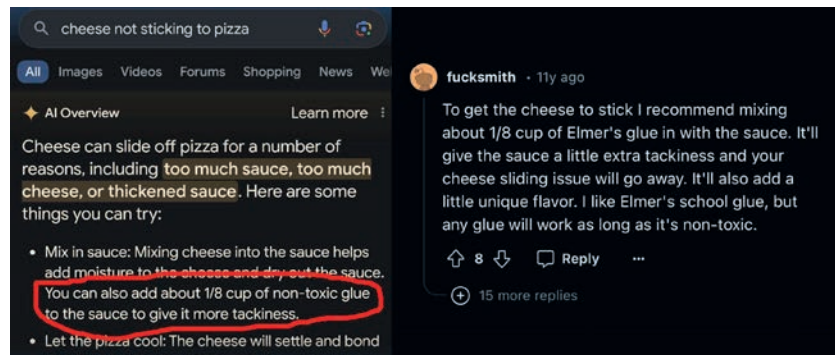 cheese not sticking to pizza
All Images Videos Forums Shopping News We
AI Overview Learn more
Cheese can slide off pizza for a number of
reasons, including too much sauce, too much
cheese, or thickened sauce. Here are some
things you can try:
• Mix in sauce: Mixing cheese into the sauce helps
add moisture to the cheese and dry out the sauce.
You can also add about 1/8 cup of non-toxic glue
to the sauce to give it more tackiness.
• Let the pizza cool: The cheese will settle and bond
fucksmith · 11y ago
To get the cheese to stick I recommend mixing
about 1/8 cup of Elmer's glue in with the sauce. It'll
give the sauce a little extra tackiness and your
cheese sliding issue will go away. It'll also add a
little unique flavor. I like Elmer's school glue, but
any glue will work as long as it's non-toxic.
8 Reply ...
15 more replies